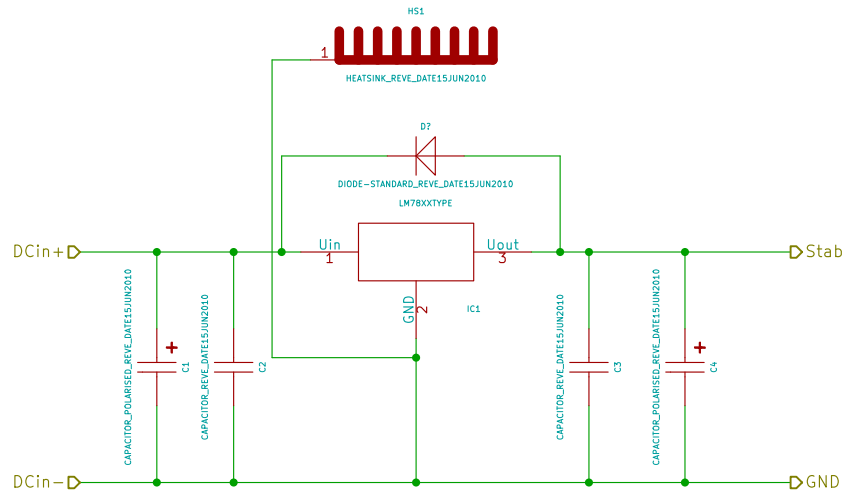 HS1
1
HEATSINK_REVE_DATE15JUN2010
D?
DIODE-STANDARD_REVE_DATE15JUN2010
LM78XXTYPE
DCin+
Uin
1
Uout
3
Stab
GND
2
IC1
CAPACITOR_POLARISED_REVE_DATE15JUN2010
+
C1
CAPACITOR_REVE_DATE15JUN2010
C2
CAPACITOR_REVE_DATE15JUN2010
C3
CAPACITOR_POLARISED_REVE_DATE15JUN2010
+
C4
DCin-
GND